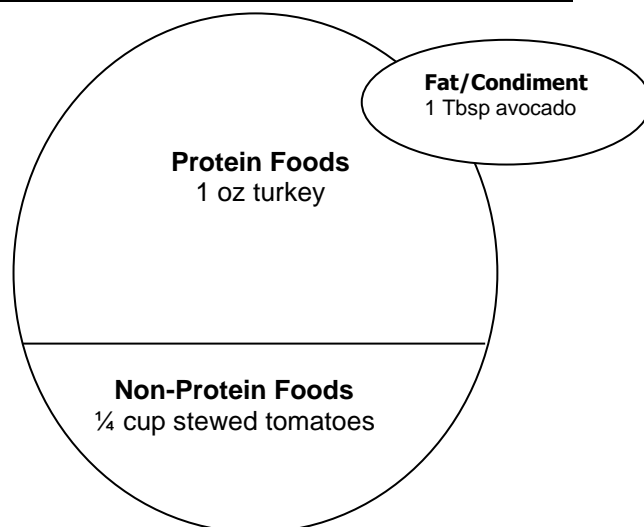 Fat/Condiment
1 Tbsp avocado
Protein Foods
1 oz turkey
Non-Protein Foods
¼ cup stewed tomatoes